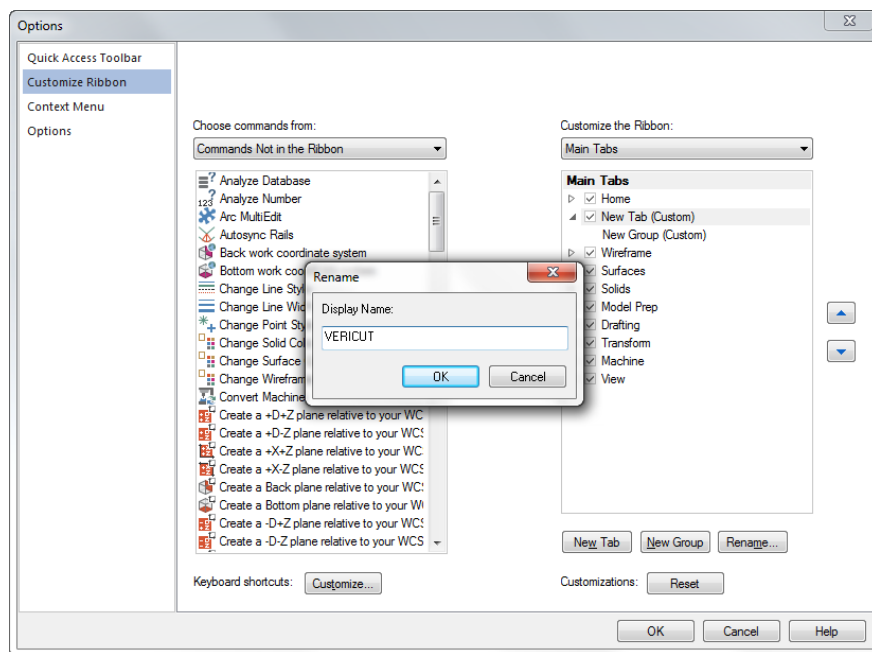 Options
Quick Access Toolbar
Customize Ribbon
Context Menu
Options
Choose commands from:
Commands Not in the Ribbon
Analyze Database
Analyze Number
Arc MultiEdit
Autosync Rails
Back work coordinate system
Bottom work coo
Change Line Styl
Change Line Wid
Change Point Sty
Change Solid Col
Change Surface
Change Wirefram
Convert Machine
Create a +D+Z plane relative to your WC
Create a +D-Z plane relative to your WCS
Create a +X+Z plane relative to your WC
Create a +X-Z plane relative to your WCS
Create a Back plane relative to your WCS
Create a Bottom plane relative to your W
Create a -D+Z plane relative to your WCS
Create a -D-Z plane relative to your WCS
Keyboard shortcuts:
Customize...
Customize the Ribbon:
Main Tabs
Main Tabs
Home
New Tab (Custom)
New Group (Custom)
Wireframe
Surfaces
Solids
Model Prep
Drafting
Transform
Machine
View
New Tab
New Group
Rename...
Customizations:
Reset
Rename
Display Name:
VERICUT
OK
Cancel
OK
Cancel
Help